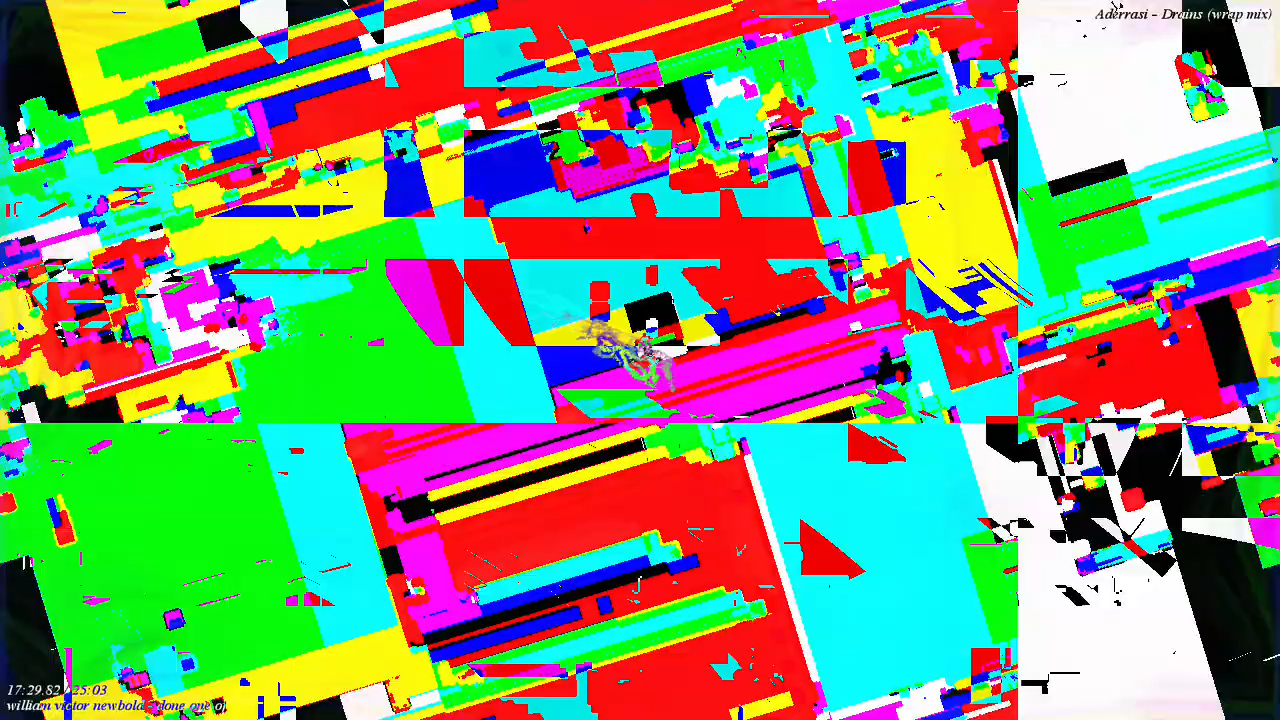 Aderrasi - Drains (wrap mix)
17:29.82 / 25:03
william victor newbold - done one of